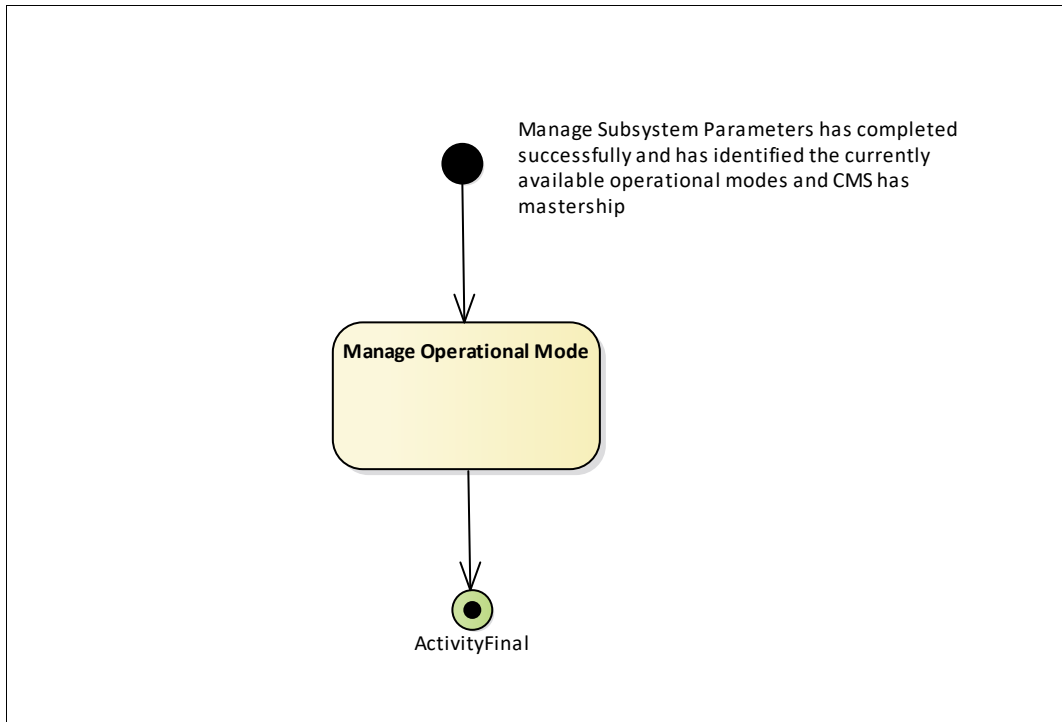 Manage Subsystem Parameters has completed
successfully and has identified the currently
available operational modes and CMS has
mastership
Manage Operational Mode
ActivityFinal